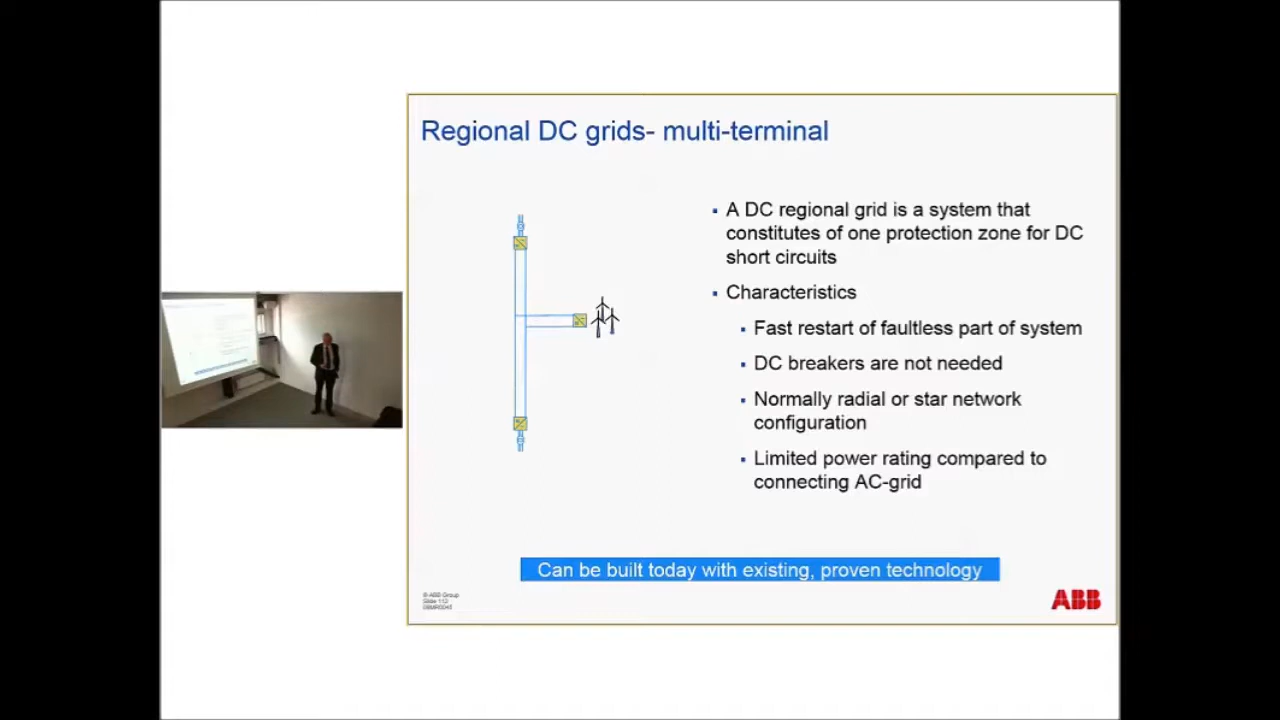 Regional DC grids- multi-terminal
A DC regional grid is a system that
constitutes of one protection zone for DC
short circuits
Characteristics
Fast restart of faultless part of system
DC breakers are not needed
Normally radial or star network
configuration
Limited power rating compared to
connecting AC-grid
Can be built today with existing, proven technology
© ABB Group
ABB